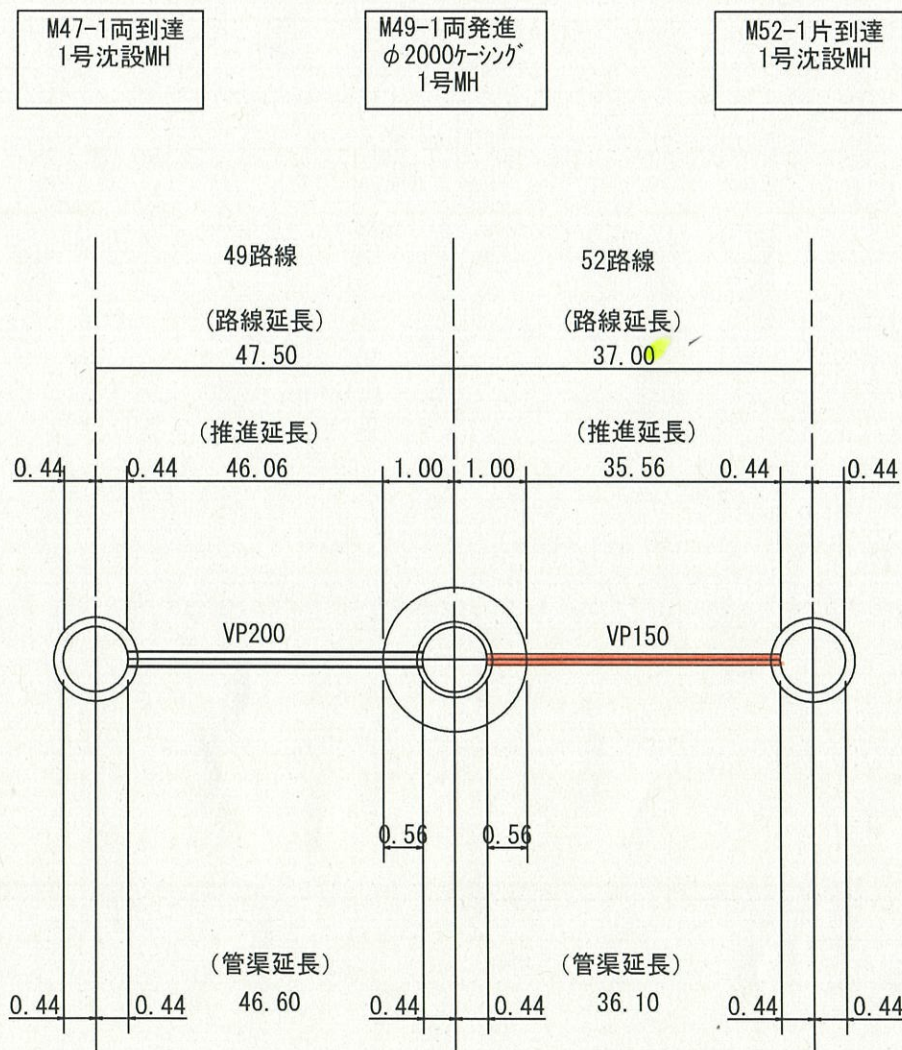 M47-1両到達
1号沈設MH
M49-1両発進
φ2000ケーシング
1号MH
M52-1片到達
1号沈設MH
49路線
52路線
(路線延長)
(路線延長)
47.50
37.00
(推進延長)
(推進延長)
0.44
0.44
46.06
1.00
1.00
35.56
0.44
0.44
VP200
VP150
0.56
0.56
(管渠延長)
(管渠延長)
0.44
0.44
46.60
0.44
0.44
36.10
0.44
0.44